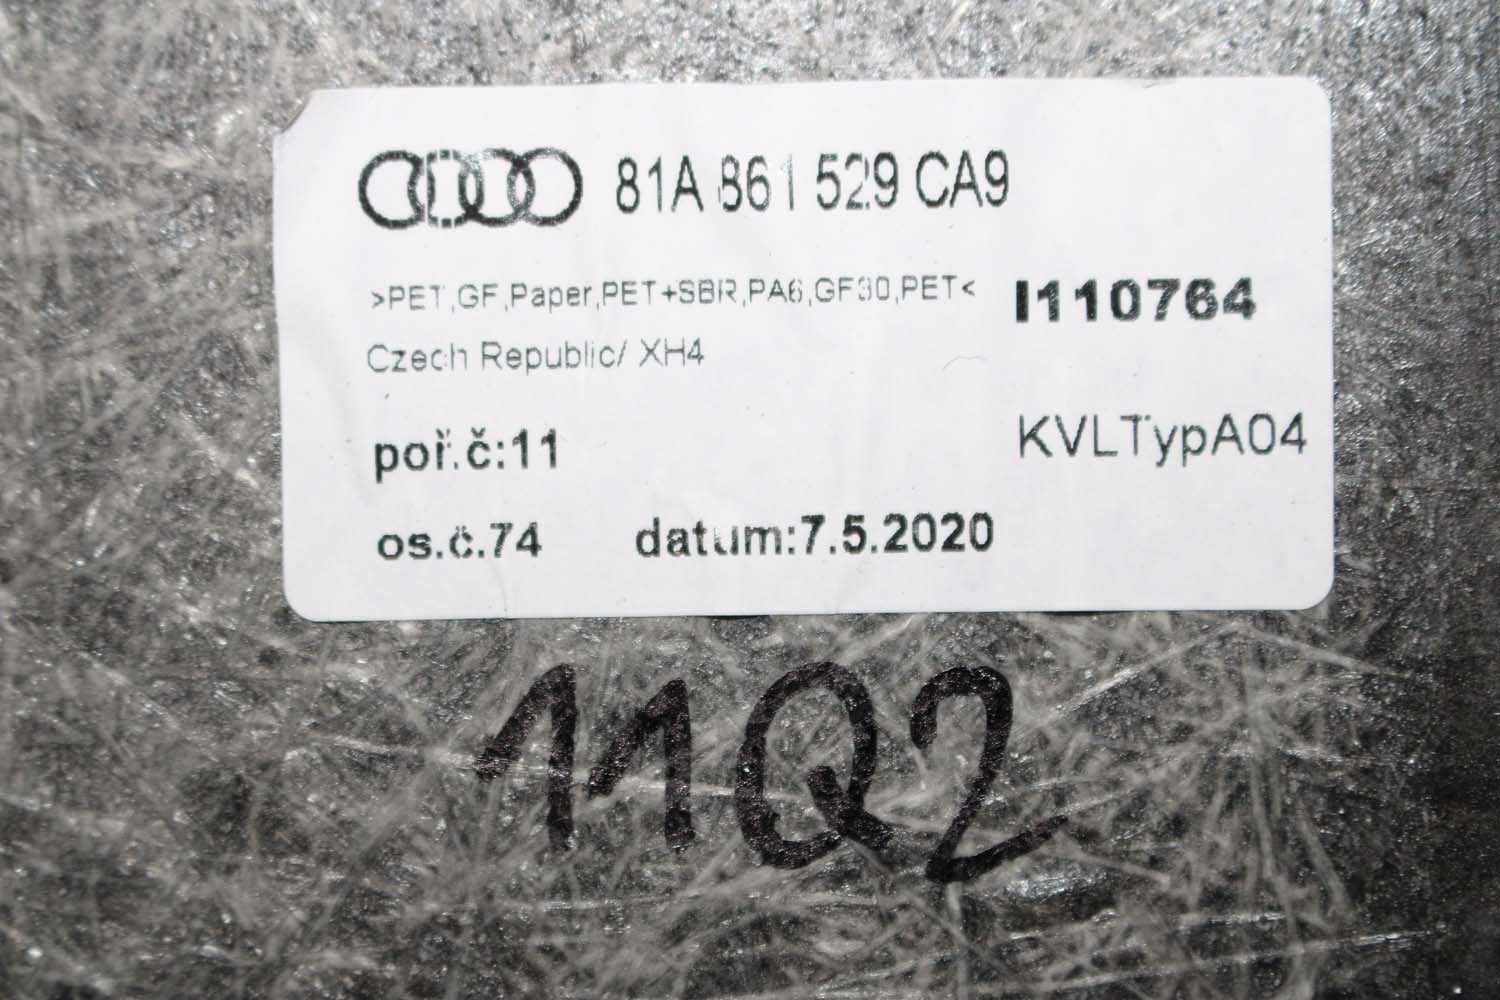 81A 861 529 CA9
>PET,GF,Paper,PET+SBR,PA6,GF30,PET< I110764
Czech Republic/ XH4
poř.č:11 KVLTypA04
os.č.74 datum:7.5.2020
11Q2